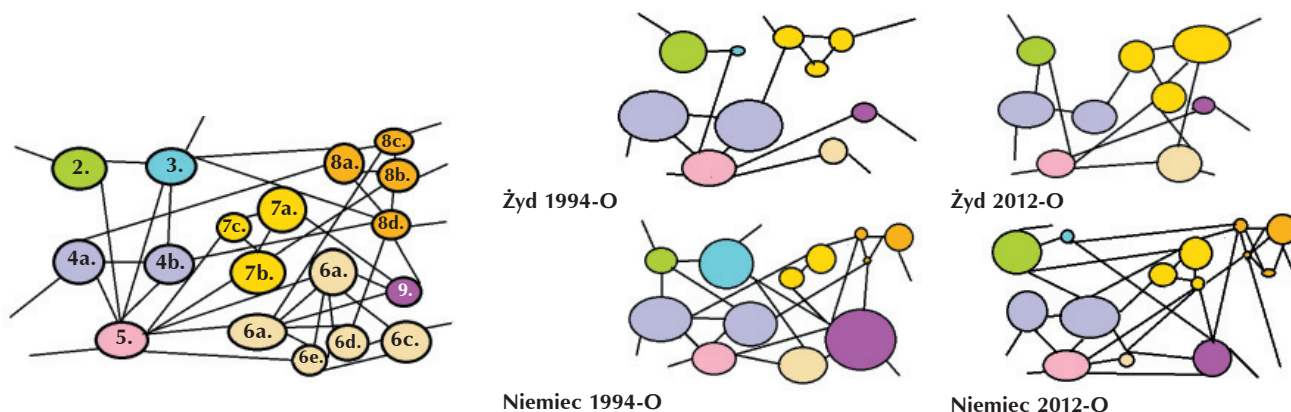 2.
3.
8a.
8c.
8b.
7c.
7a.
8d.
4a.
4b.
7b.
6a.
9.
5.
6a.
6e.
6d.
6c.
Żyd 1994-O
Żyd 2012-O
Niemiec 1994-O
Niemiec 2012-O